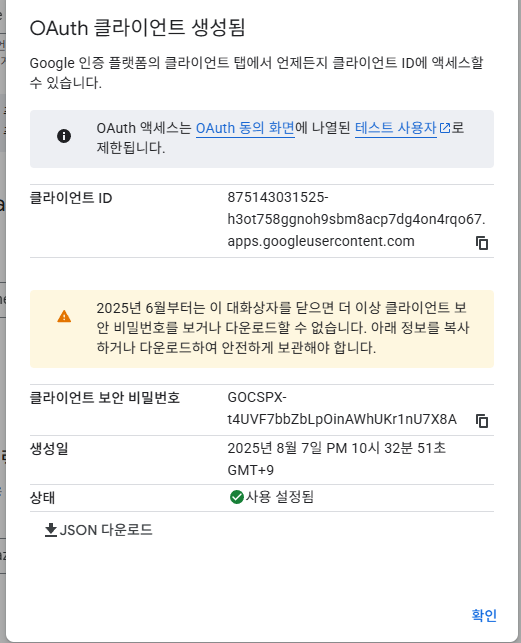 OAuth 클라이언트 생성됨
Google 인증 플랫폼의 클라이언트 탭에서 언제든지 클라이언트 ID에 액세스할
수 있습니다.
OAuth 액세스는 OAuth 동의 화면에 나열된 테스트 사용자로
제한됩니다.
클라이언트 ID
875143031525-
h3ot758ggnoh9sbm8acp7dg4on4rqo67.
apps.googleusercontent.com
2025년 6월부터는 이 대화상자를 닫으면 더 이상 클라이언트 보
안 비밀번호를 보거나 다운로드할 수 없습니다. 아래 정보를 복사
하거나 다운로드하여 안전하게 보관해야 합니다.
클라이언트 보안 비밀번호
GOCSPX-
t4UVF7bbZbLpOinAWhUKr1nU7X8A
생성일
2025년 8월 7일 PM 10시 32분 51초
GMT+9
상태
사용 설정됨
JSON 다운로드
확인